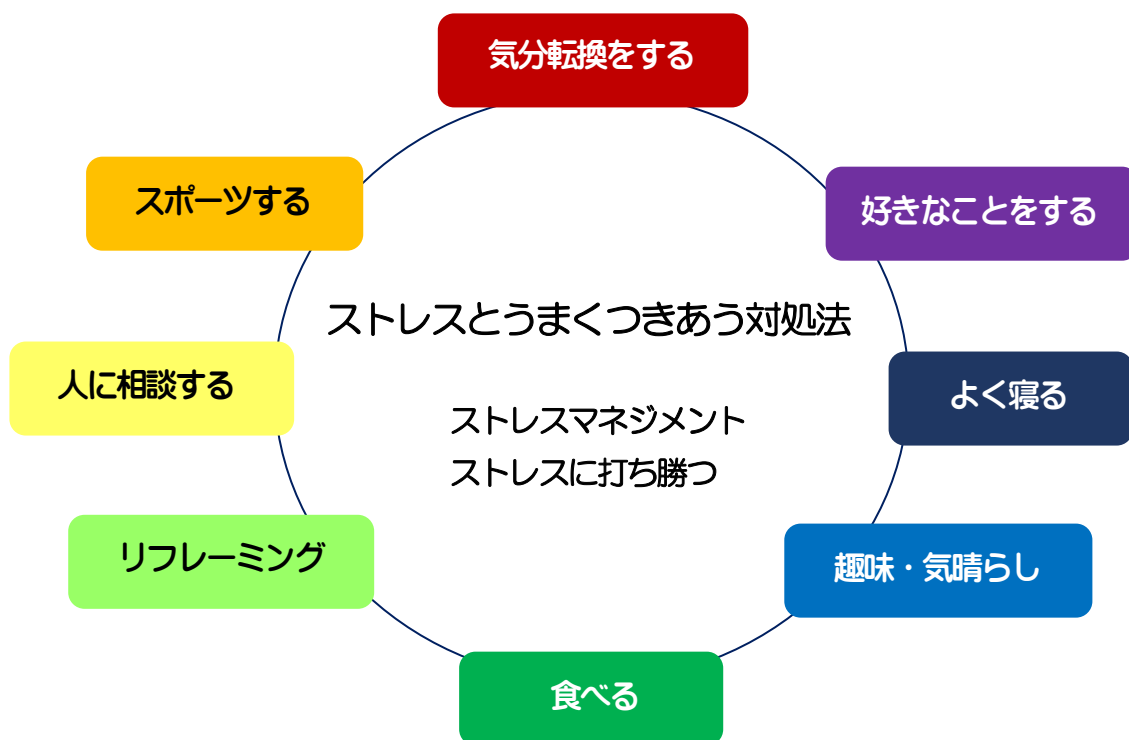 気分転換をする
スポーツする
好きなことをする
ストレスとうまくつきあう対処法
人に相談する
よく寝る
ストレスマネジメント
ストレスに打ち勝つ
リフレーミング
趣味・気晴らし
食べる